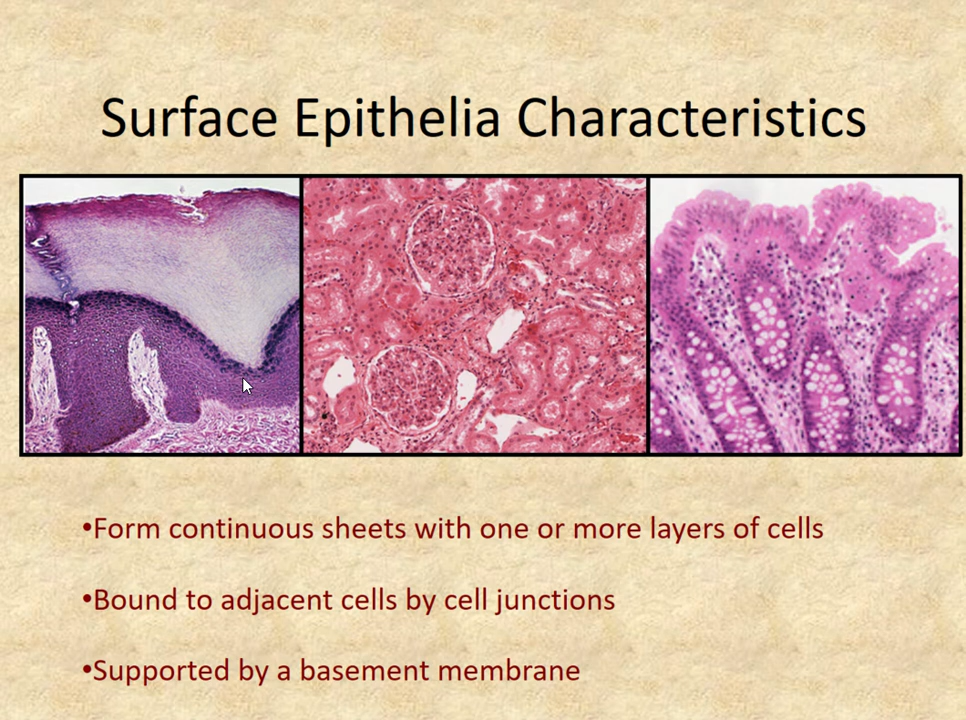 Surface Epithelia Characteristics
•Form continuous sheets with one or more layers of cells
•Bound to adjacent cells by cell junctions
•Supported by a basement membrane